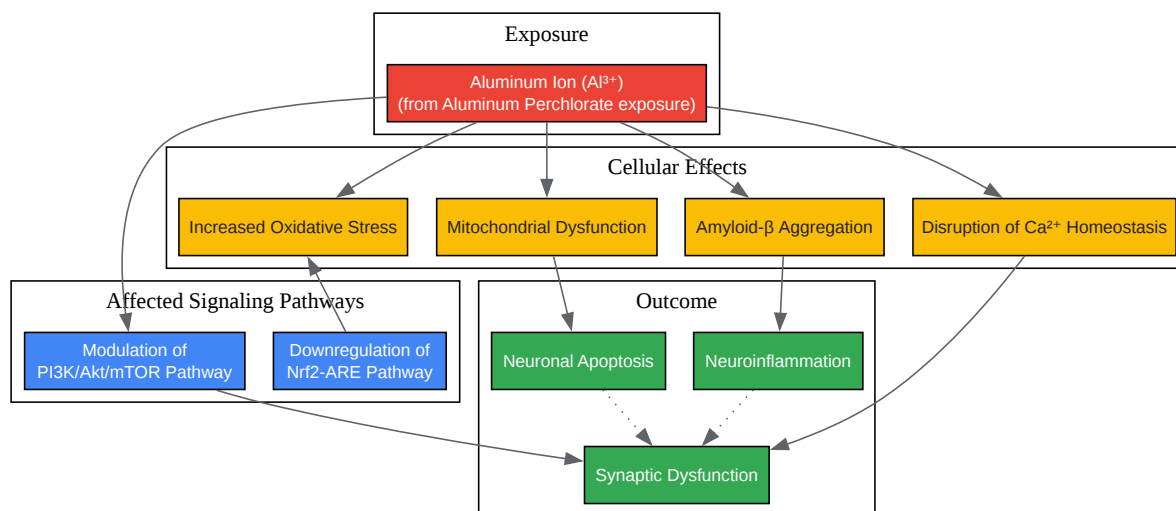 Exposure
Aluminum Ion (Al³⁺)
(from Aluminum Perchlorate exposure)
Cellular Effects
Increased Oxidative Stress
Mitochondrial Dysfunction
Amyloid-β Aggregation
Disruption of Ca²⁺ Homeostasis
Affected Signaling Pathways
Modulation of
PI3K/Akt/mTOR Pathway
Downregulation of
Nrf2-ARE Pathway
Outcome
Neuronal Apoptosis
Neuroinflammation
Synaptic Dysfunction